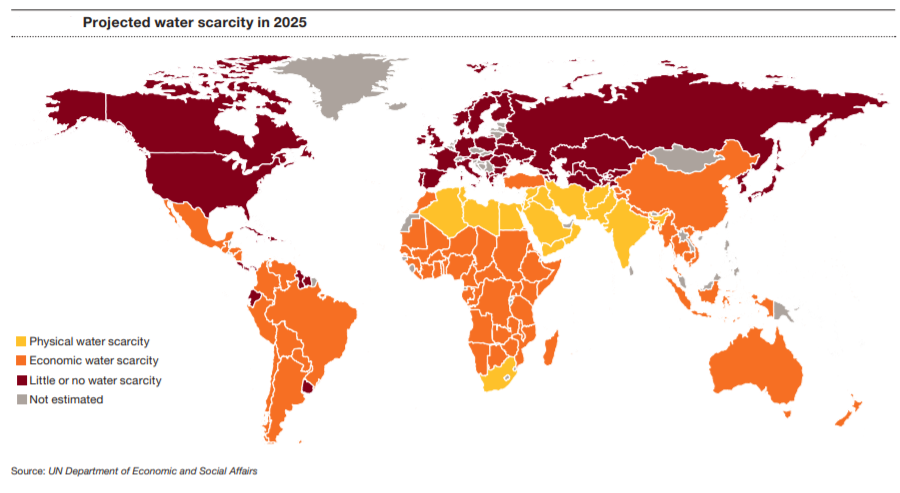 Projected water scarcity in 2025
Physical water scarcity
Economic water scarcity
Little or no water scarcity
Not estimated
Source: UN Department of Economic and Social Affairs